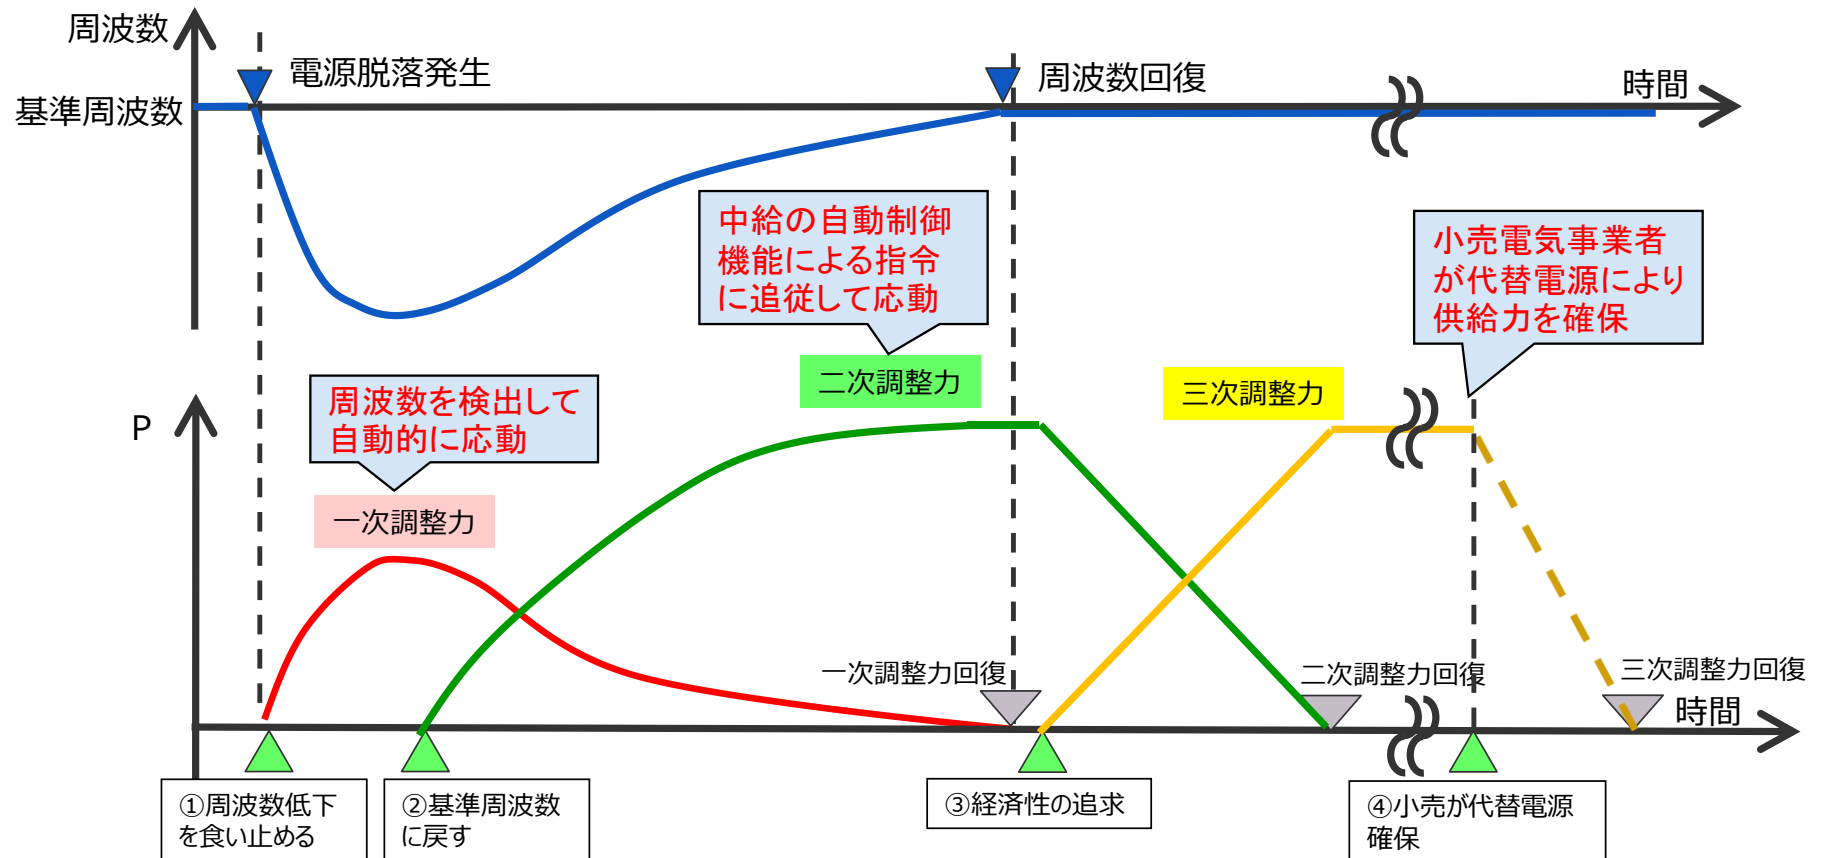 周波数
電源脱落発生
周波数回復
時間
基準周波数
中給の自動制御
機能による指令
に追従して応動
小売電気事業者
が代替電源により
供給力を確保
二次調整力
三次調整力
周波数を検出して
自動的に応動
P
一次調整力
一次調整力回復
二次調整力回復
三次調整力回復
時間
①周波数低下
を食い止める
②基準周波数
に戻す
③経済性の追求
④小売が代替電源
確保